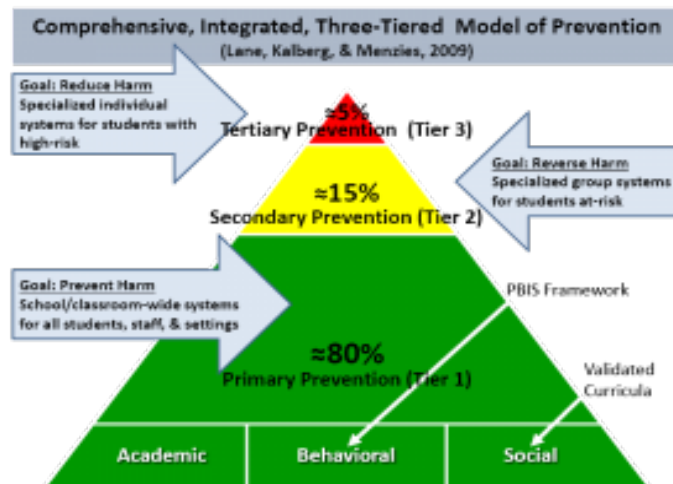 Comprehensive, Integrated, Three-Tiered Model of Prevention
(Lane, Kalberg, & Menzies, 2009)
Goal: Reduce Harm
Specialized individual
systems for students with
high-risk
≈5%
Tertiary Prevention (Tier 3)
Goal: Reverse Harm
Specialized group systems
for students at-risk
≈15%
Secondary Prevention (Tier 2)
Goal: Prevent Harm
School/classroom-wide systems
for all students, staff, & settings
PBIS Framework
≈80%
Primary Prevention (Tier 1)
Validated
Curricula
Academic
Behavioral
Social